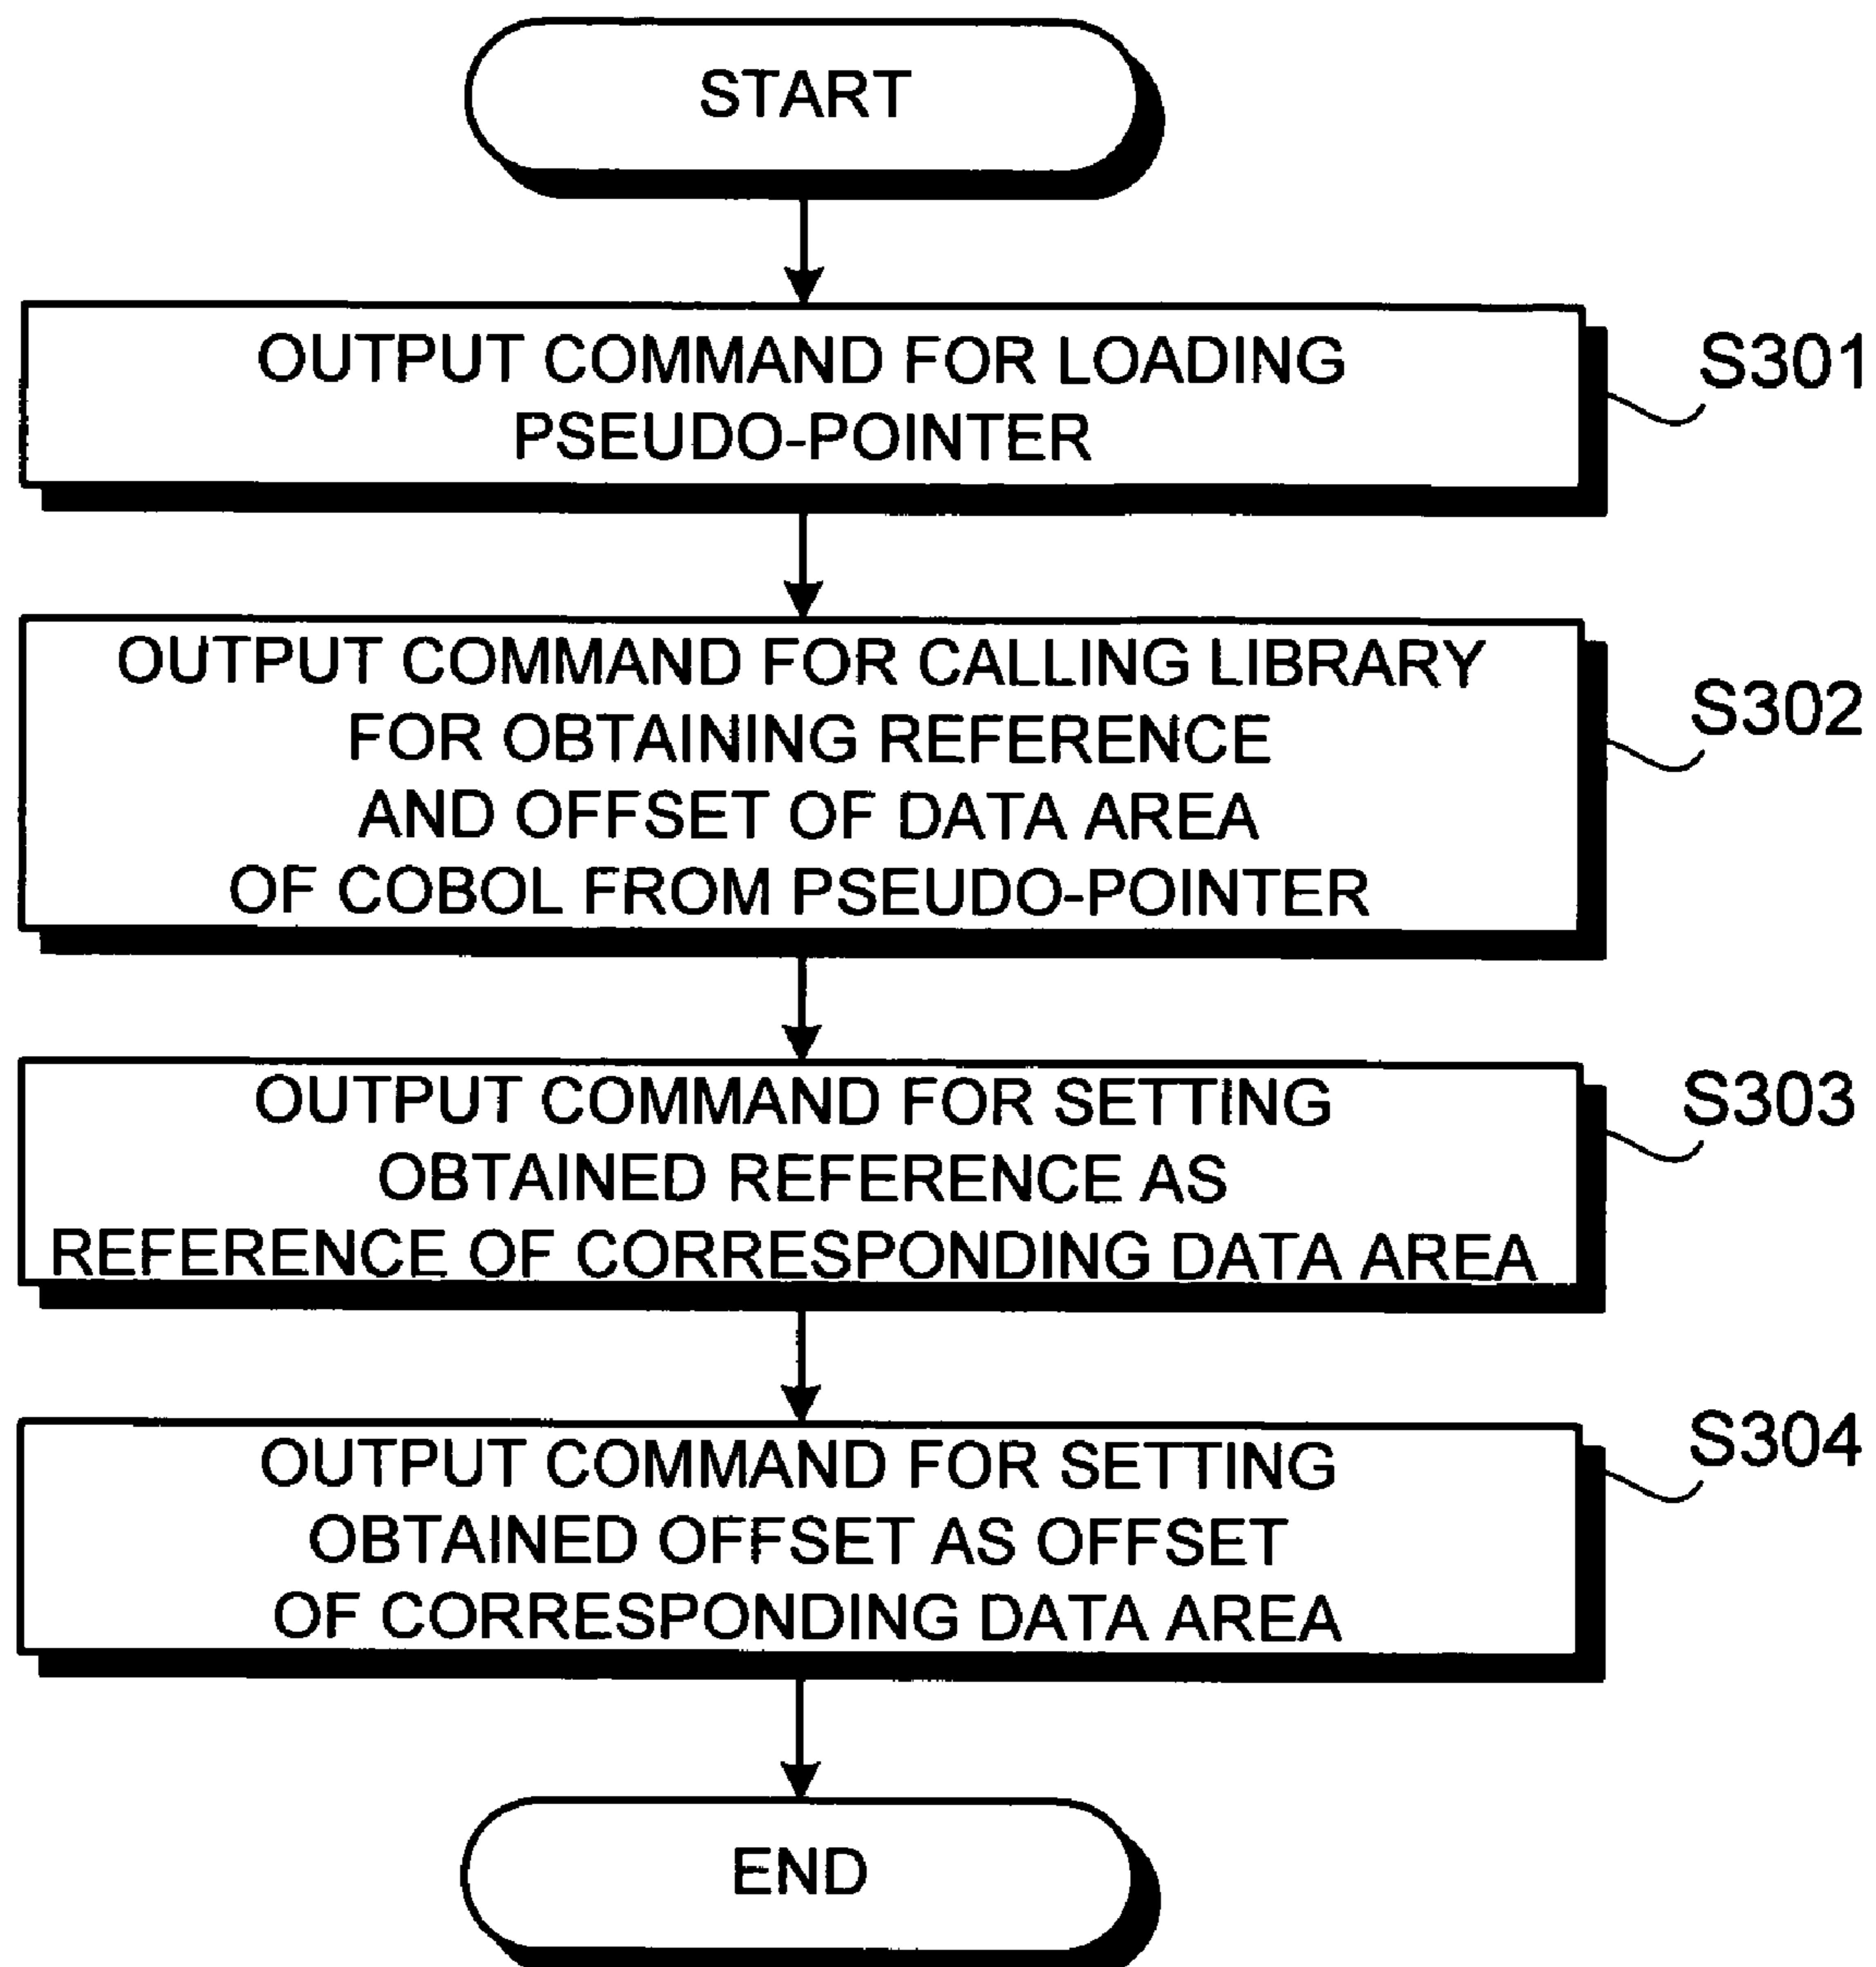 START
OUTPUT COMMAND FOR LOADING
PSEUDO-POINTER
S301
OUTPUT COMMAND FOR CALLING LIBRARY
FOR OBTAINING REFERENCE
AND OFFSET OF DATA AREA
OF COBOL FROM PSEUDO-POINTER
S302
OUTPUT COMMAND FOR SETTING
OBTAINED REFERENCE AS
REFERENCE OF CORRESPONDING DATA AREA
S303
OUTPUT COMMAND FOR SETTING
OBTAINED OFFSET AS OFFSET
OF CORRESPONDING DATA AREA
S304
END